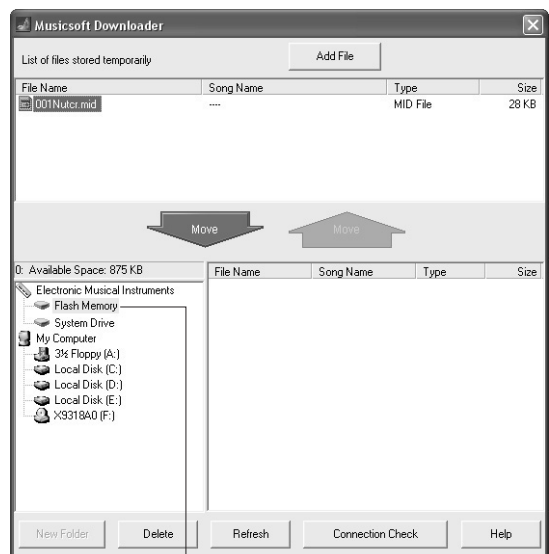 Musicsoft Downloader
List of files stored temporarily
Add File
File Name Song Name Type Size
001Nutcr.mid ---- MID File 28 KB
Move Move
0: Available Space: 875 KB
File Name Song Name Type Size
Electronic Musical Instruments
Flash Memory
System Drive
My Computer
3½ Floppy (A:)
Local Disk (C:)
Local Disk (D:)
Local Disk (E:)
X9318A0 (F:)
New Folder Delete Refresh Connection Check Help